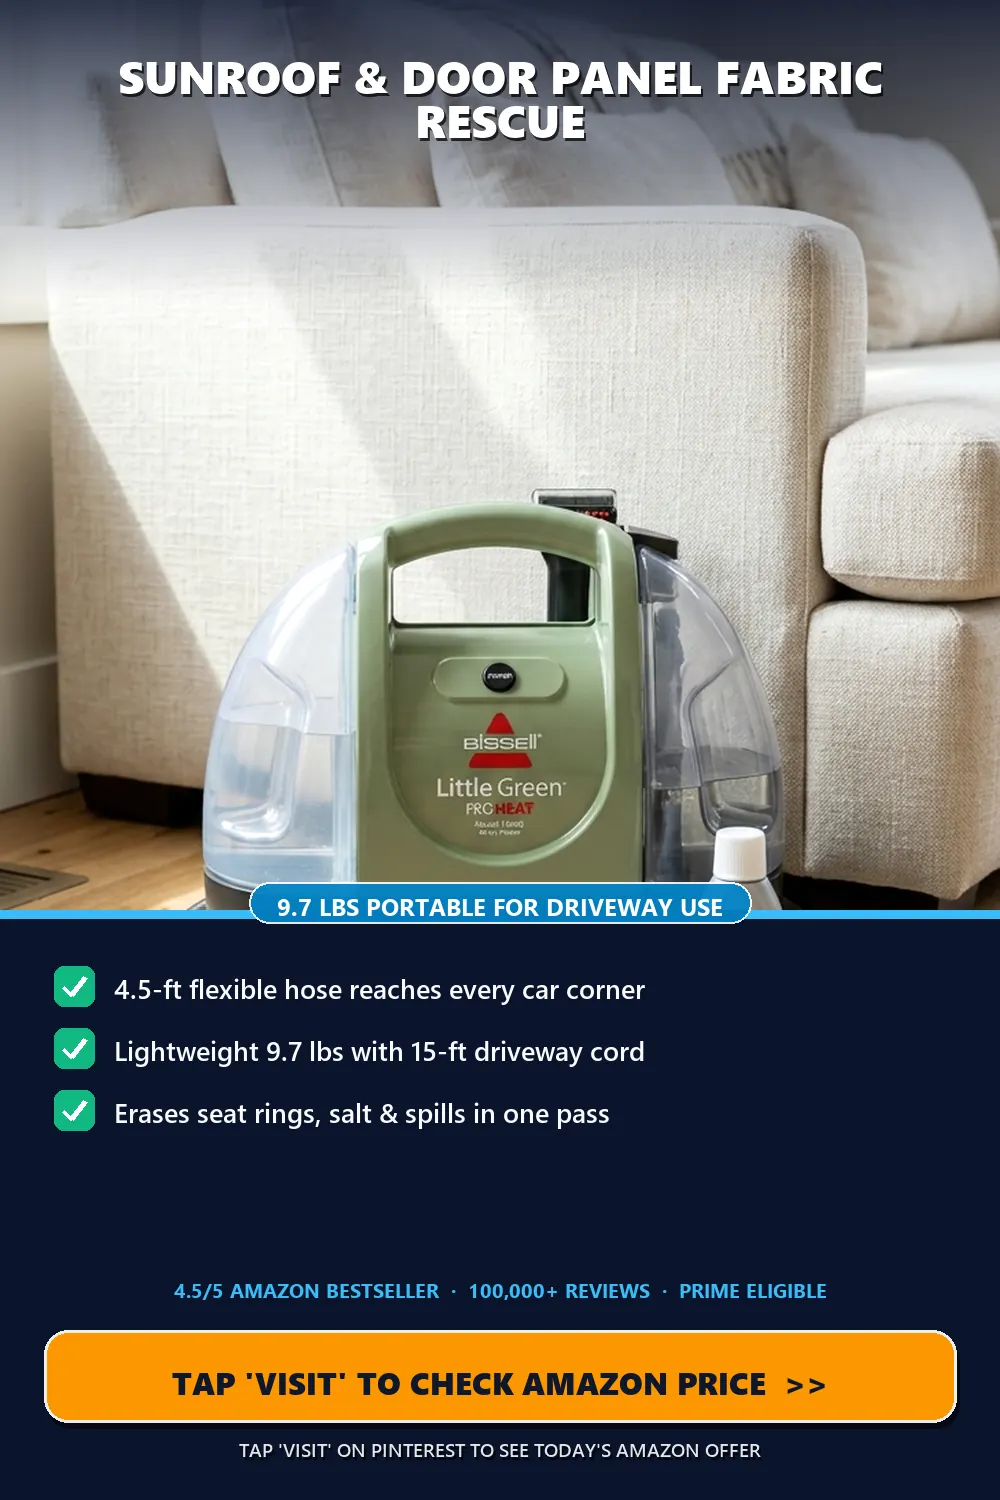 SUNROOF & DOOR PANEL FABRIC
RESCUE
BISSELL
Little Green
PROHEAT
9.7 LBS PORTABLE FOR DRIVEWAY USE
4.5-ft flexible hose reaches every car corner
Lightweight 9.7 lbs with 15-ft driveway cord
Erases seat rings, salt & spills in one pass
4.5/5 AMAZON BESTSELLER · 100,000+ REVIEWS · PRIME ELIGIBLE
TAP 'VISIT' TO CHECK AMAZON PRICE >>
TAP 'VISIT' ON PINTEREST TO SEE TODAY'S AMAZON OFFER